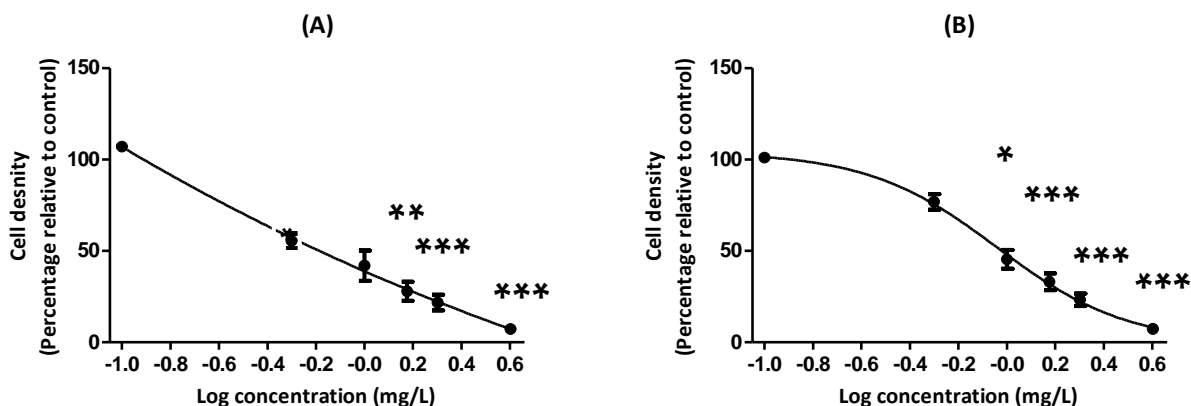 (A)
150
100
50
0
-1.0 -0.8 -0.6 -0.4 -0.2 -0.0 0.2 0.4 0.6
Log concentration (mg/L)
Cell desnity
(Percentage relative to control)
*
**
***
***
(B)
150
100
50
0
-1.0 -0.8 -0.6 -0.4 -0.2 -0.0 0.2 0.4 0.6
Log concentration (mg/L)
Cell density
(Percentage relative to control)
*
***
***
***